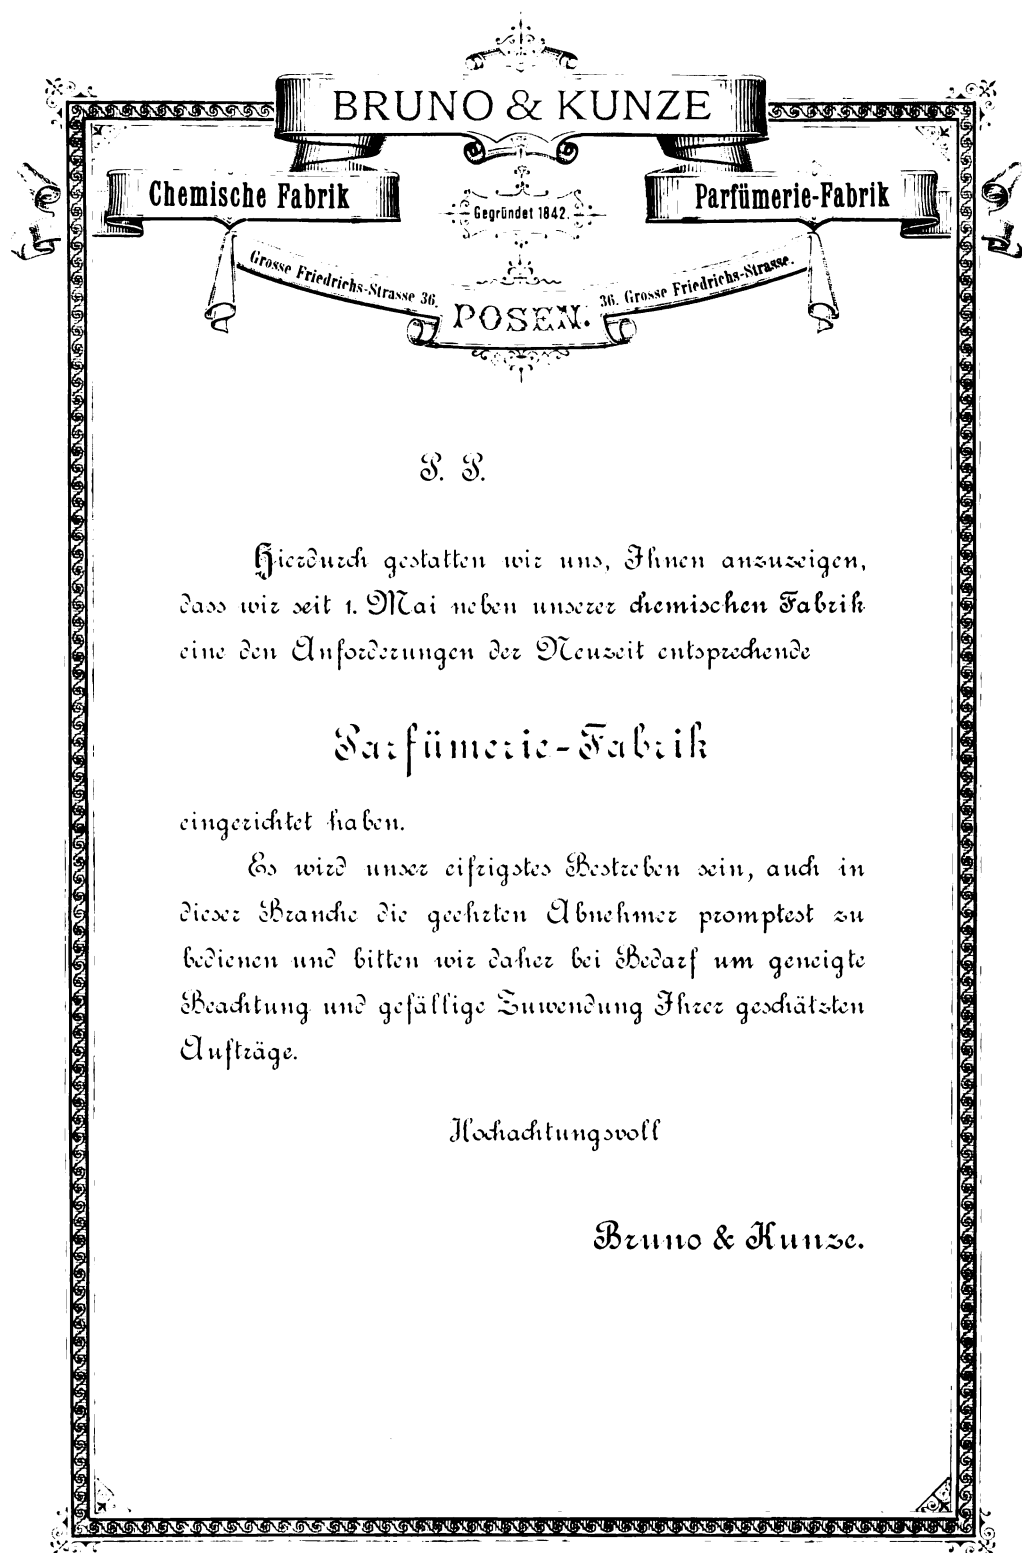 BRUNO & KUNZE
Chemische Fabrik
Parfümerie-Fabrik
Gegründet 1842.
Grosse Friedrichs-Strasse 36.
36. Grosse Friedrichs-Strasse.
POSEN.
P. P.
Hierdurch gestatten wir uns, Ihnen anzuzeigen,
dass wir seit 1. Mai neben unserer chemischen Fabrik
eine den Anforderungen der Neuzeit entsprechende
Parfümerie-Fabrik
eingerichtet haben.
Es wird unser eifrigstes Bestreben sein, auch in
dieser Branche die geehrten Abnehmer promptest zu
bedienen und bitten wir daher bei Bedarf um geneigte
Beachtung und gefällige Zuwendung Ihrer geschätzten
Aufträge.
Hochachtungsvoll
Bruno & Kunze.